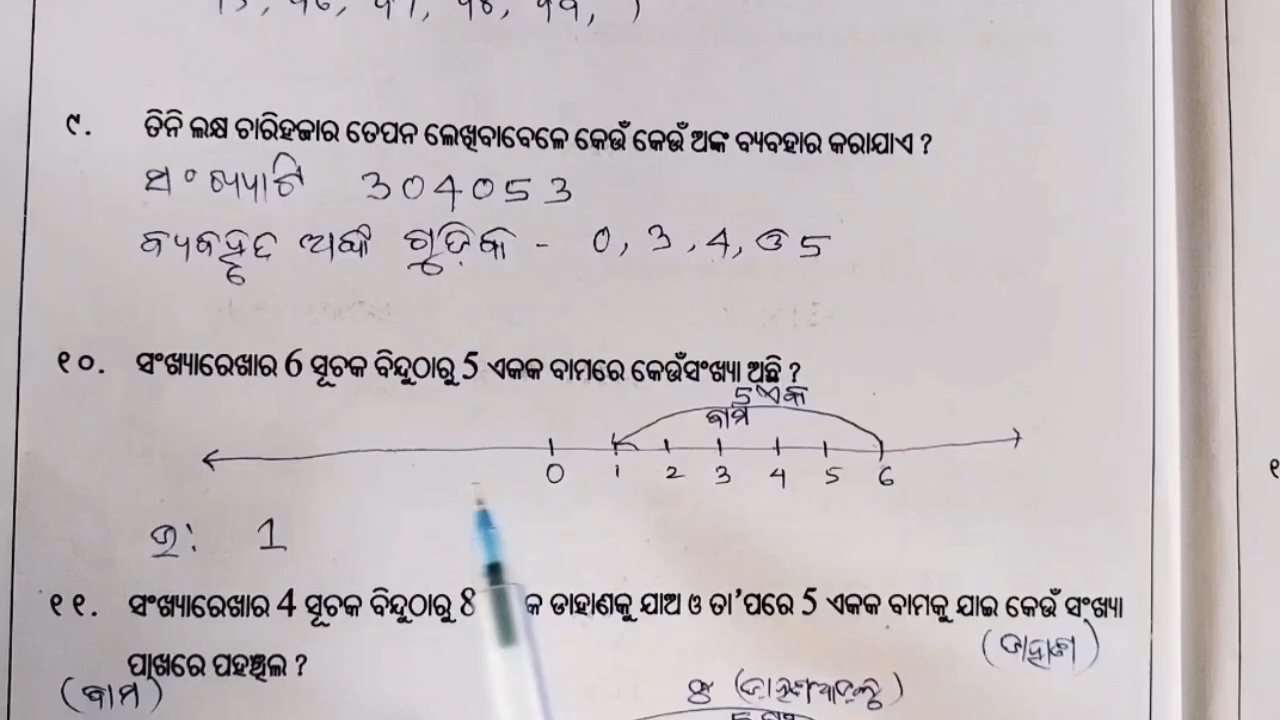 ୯. ତିନି ଲକ୍ଷ ଚାରିହଜାର ତେପନ ଲେଖିବାବେଳେ କେଉଁ କେଉଁ ଅଙ୍କ ବ୍ୟବହାର କରାଯାଏ ?
ସଂଖ୍ୟାଟି 304053
ବ୍ୟବହୃତ ଅଙ୍କ ଗୁଡ଼ିକ - 0, 3, 4, ଓ 5
୧୦. ସଂଖ୍ୟାରେଖାର 6 ସୂଚକ ବିନ୍ଦୁଠାରୁ 5 ଏକକ ବାମରେ କେଉଁସଂଖ୍ୟା ଅଛି ?
5 ଏକ
ବାମ
0 1 2 3 4 5 6
ଉ: 1
୧୧. ସଂଖ୍ୟାରେଖାର 4 ସୂଚକ ବିନ୍ଦୁଠାରୁ 8 କ ଡାହାଣକୁ ଯାଅ ଓ ତା'ପରେ 5 ଏକକ ବାମକୁ ଯାଇ କେଉଁ ସଂଖ୍ୟା
(ଡାହାଣ)
ପାଖରେ ପହଞ୍ଚିଲ ?
(ବାମ)